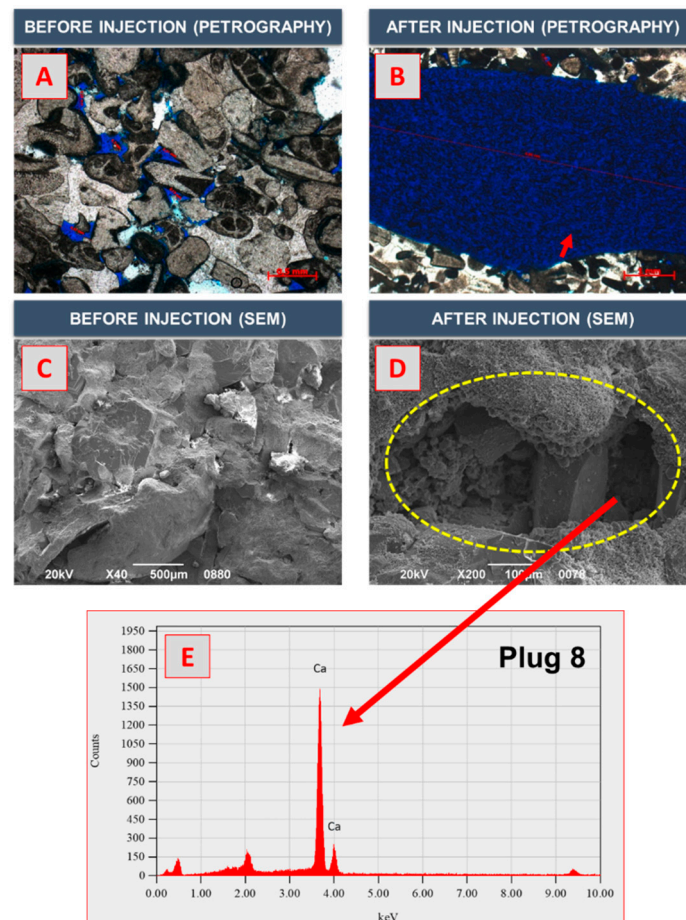 BEFORE INJECTION (PETROGRAPHY)
AFTER INJECTION (PETROGRAPHY)
A
B
0.5 mm
BEFORE INJECTION (SEM)
AFTER INJECTION (SEM)
C
D
20kV X40 500µm 0880
20kV X200 100µm 0078
E
Plug 8
Ca
Ca
1950
1800
1650
1500
1350
1200
1050
900
750
600
450
300
150
0
Counts
0.00 1.00 2.00 3.00 4.00 5.00 6.00 7.00 8.00 9.00 10.00
keV